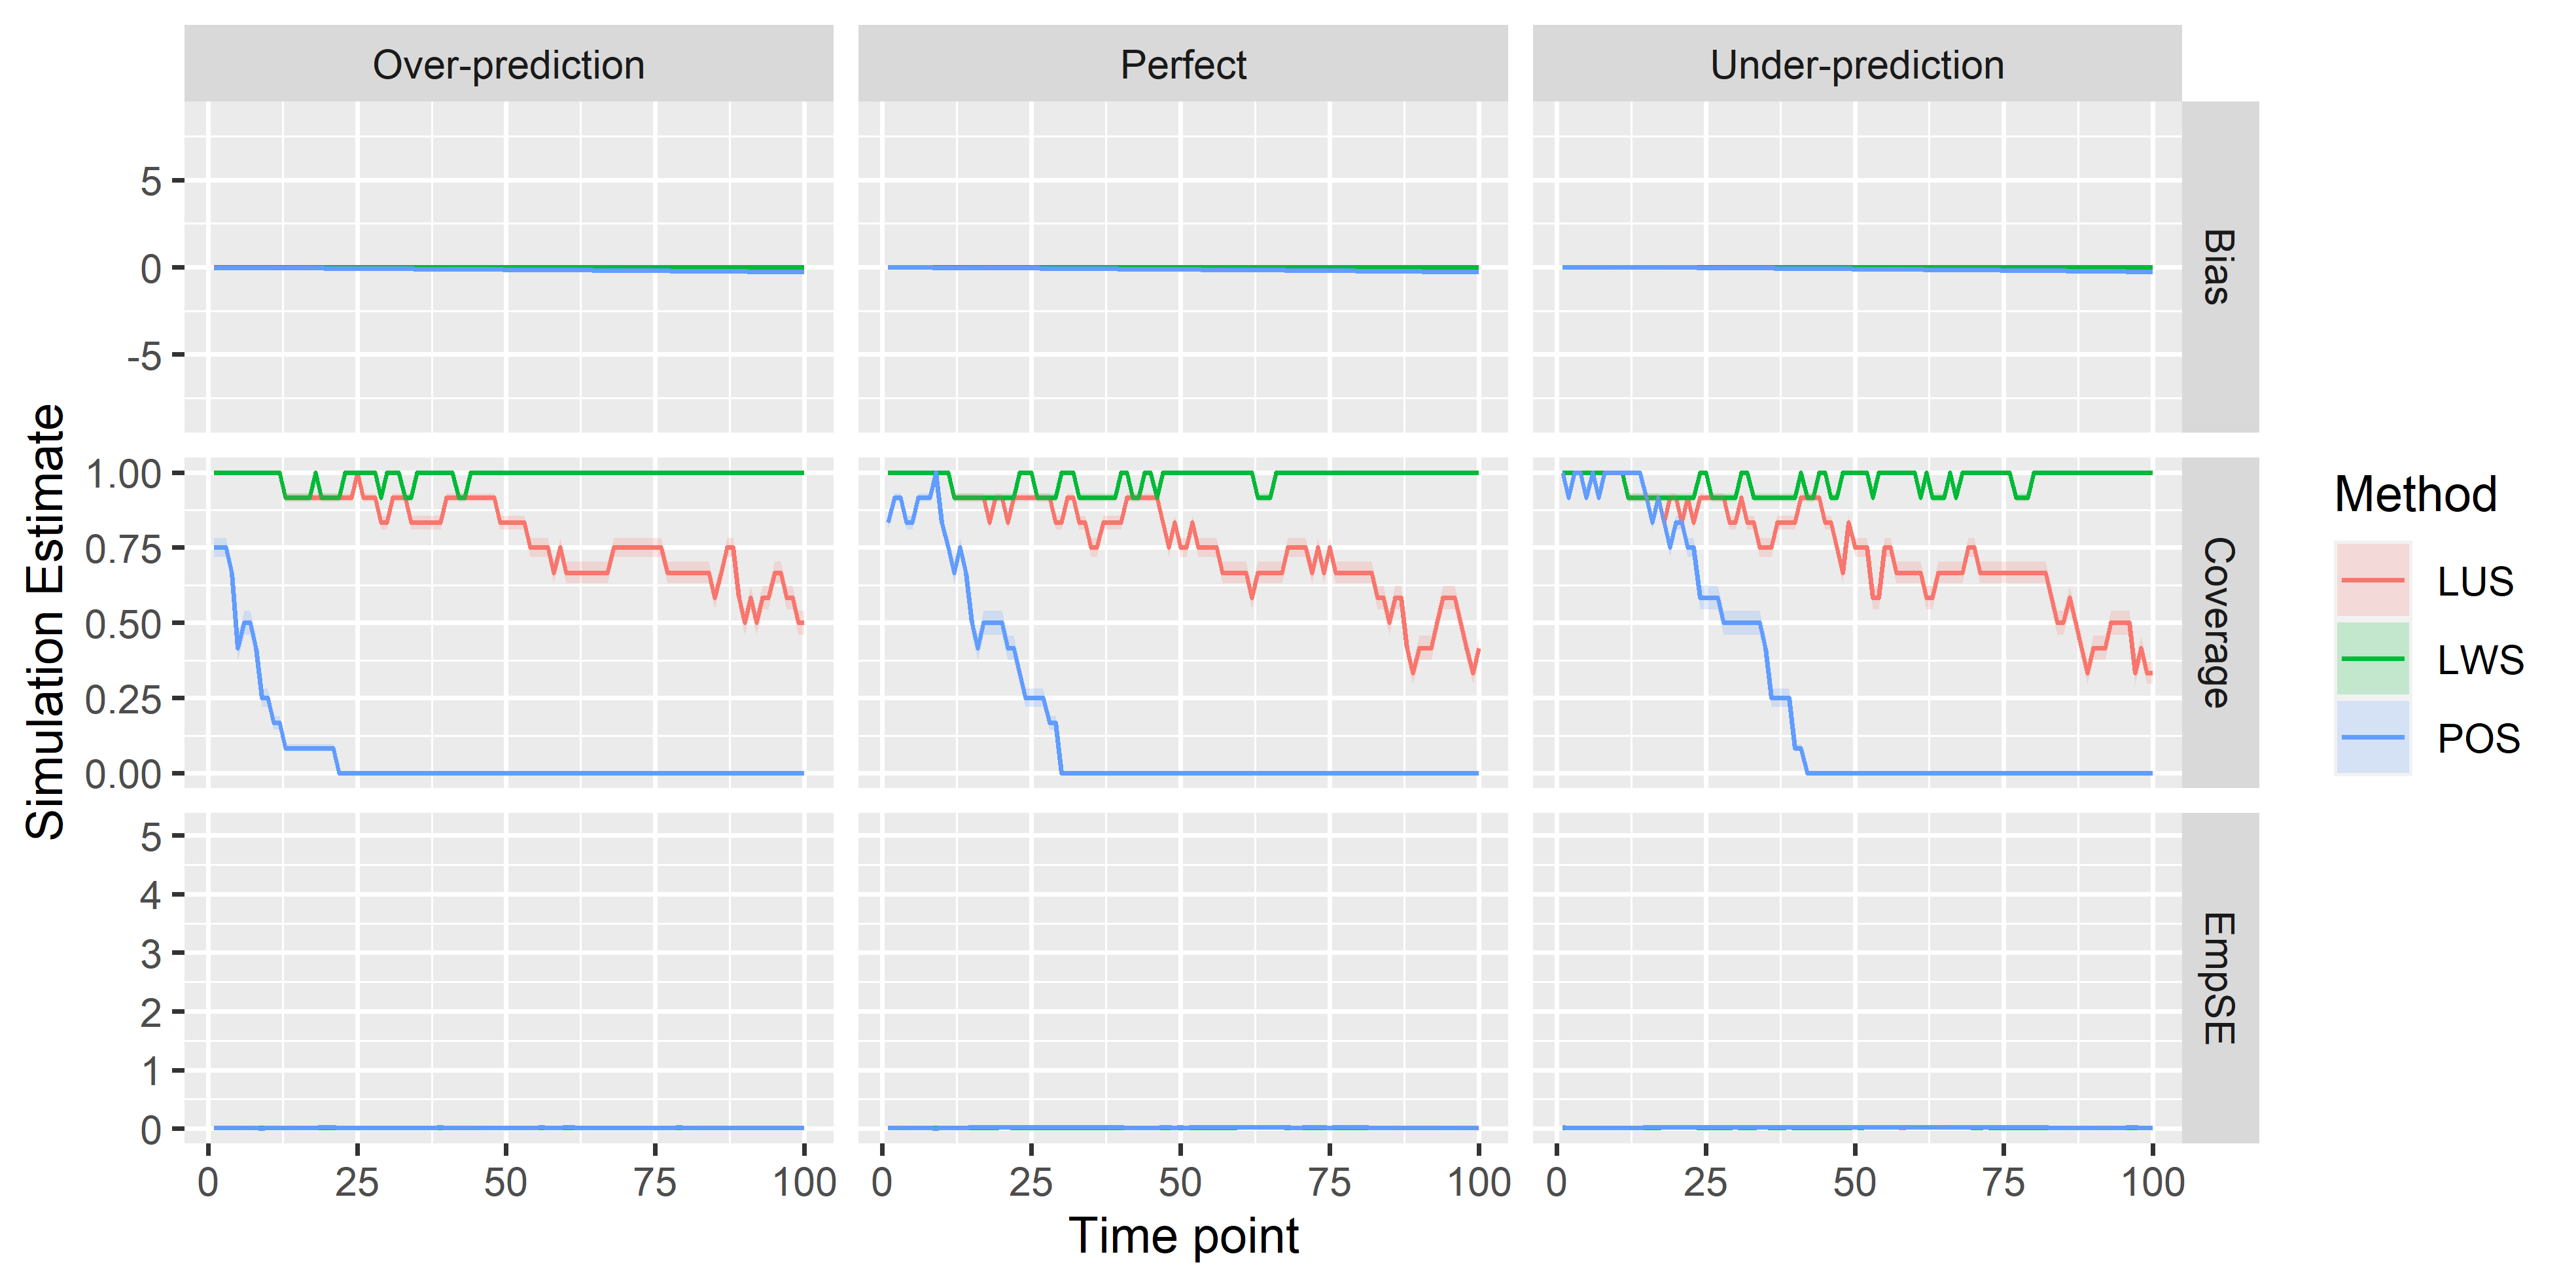 Over-prediction
Perfect
Under-prediction
Simulation Estimate
5
0
-5
Bias
1.00
0.75
0.50
0.25
0.00
Coverage
5
4
3
2
1
0
EmpSE
0 25 50 75 100
0 25 50 75 100
0 25 50 75 100
Time point
Method
LUS
LWS
POS